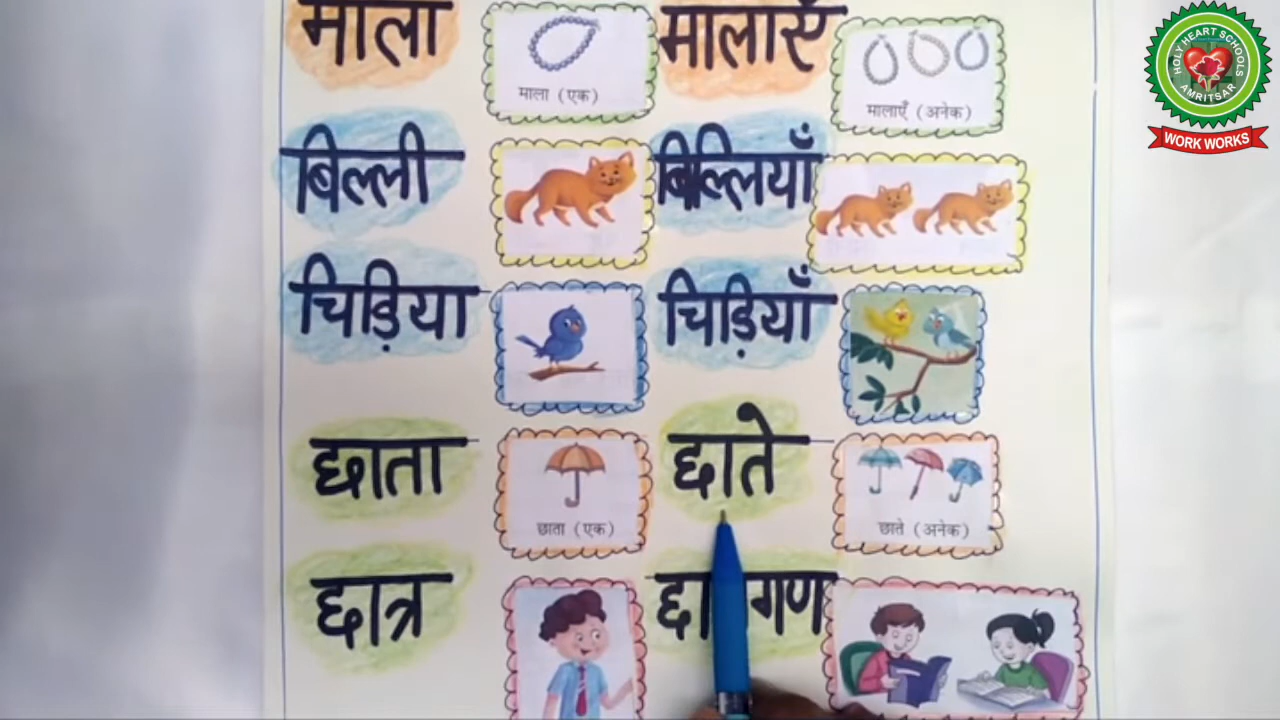 माला
मालाएँ
माला (एक)
मालाएँ (अनेक)
बिल्ली
बिल्लियाँ
चिड़िया
चिड़ियाँ
छाता
छाते
छाता (एक)
छाते (अनेक)
छात्र
HOLY HEART SCHOOLS
AMRITSAR
WORK WORKS